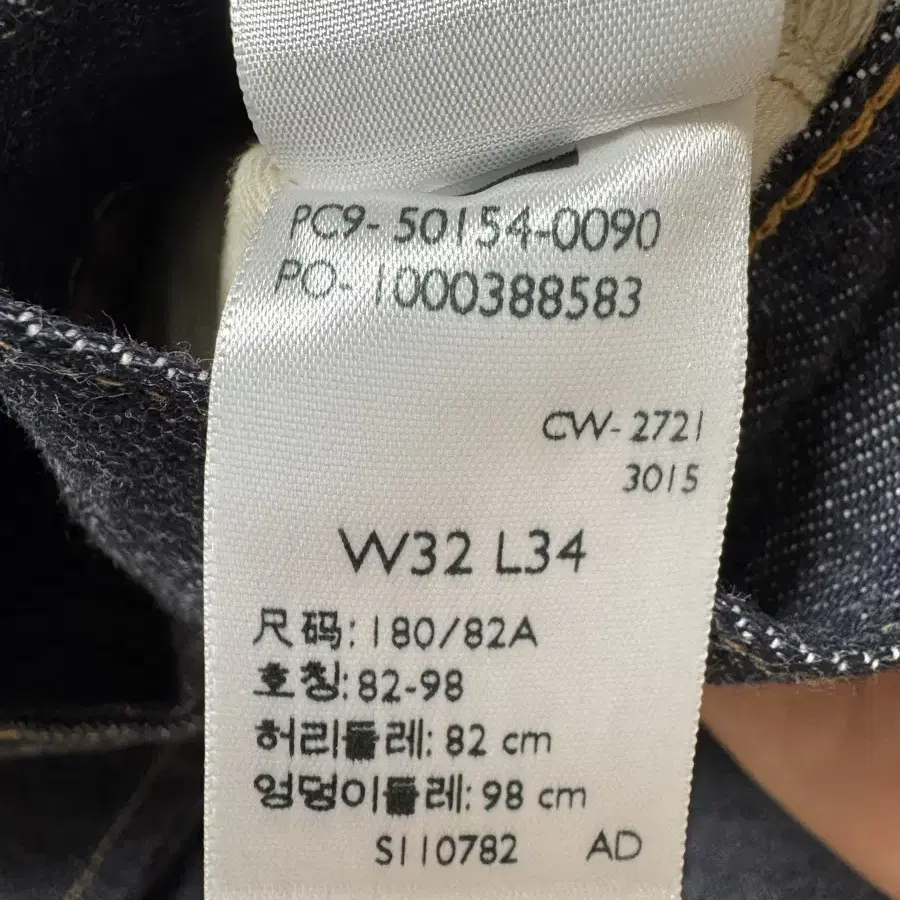 PC9-50154-0090
PO-1000388583
CW-2721
3015
W32 L34
尺码: 180/82A
호칭: 82-98
허리둘레: 82 cm
엉덩이둘레: 98 cm
S110782 AD